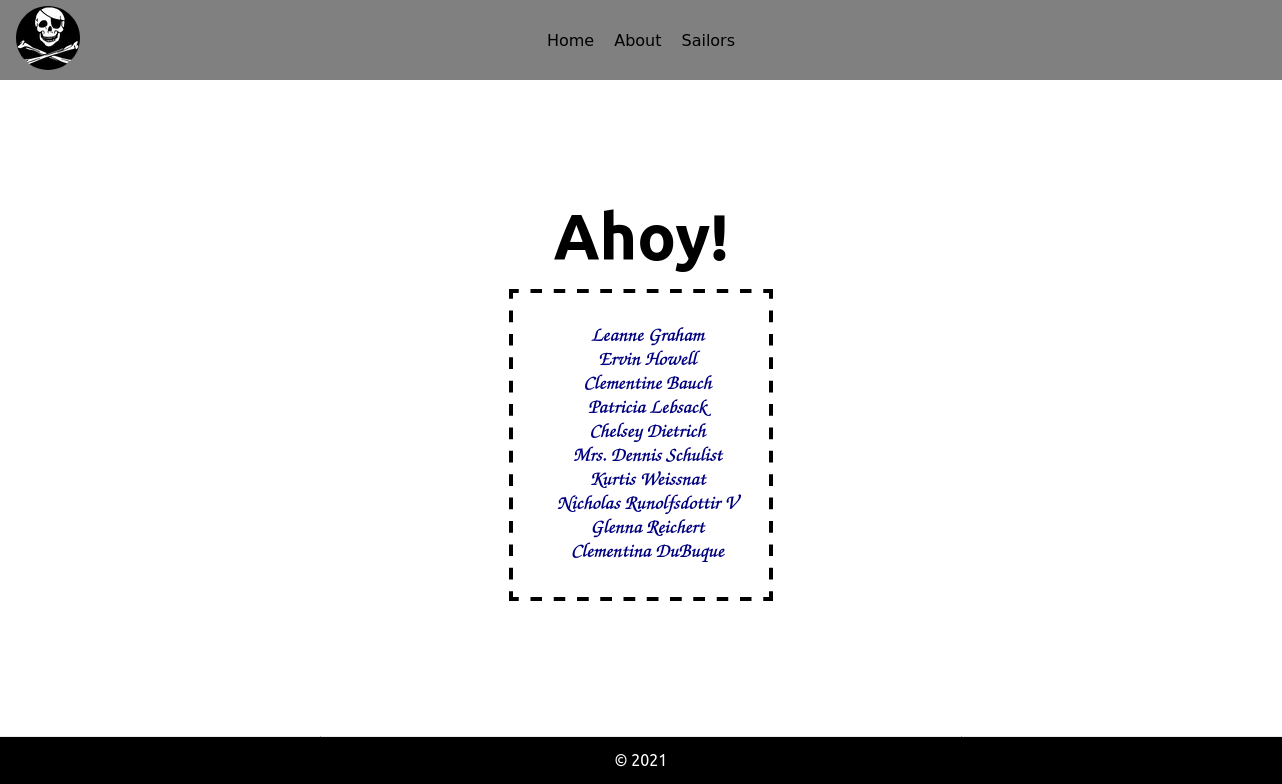 Home About Sailors
Ahoy!
Leanne Graham
Ervin Howell
Clementine Bauch
Patricia Lebsack
Chelsey Dietrich
Mrs. Dennis Schulist
Kurtis Weissnat
Nicholas Runolfsdottir V
Glenna Reichert
Clementina DuBuque
© 2021